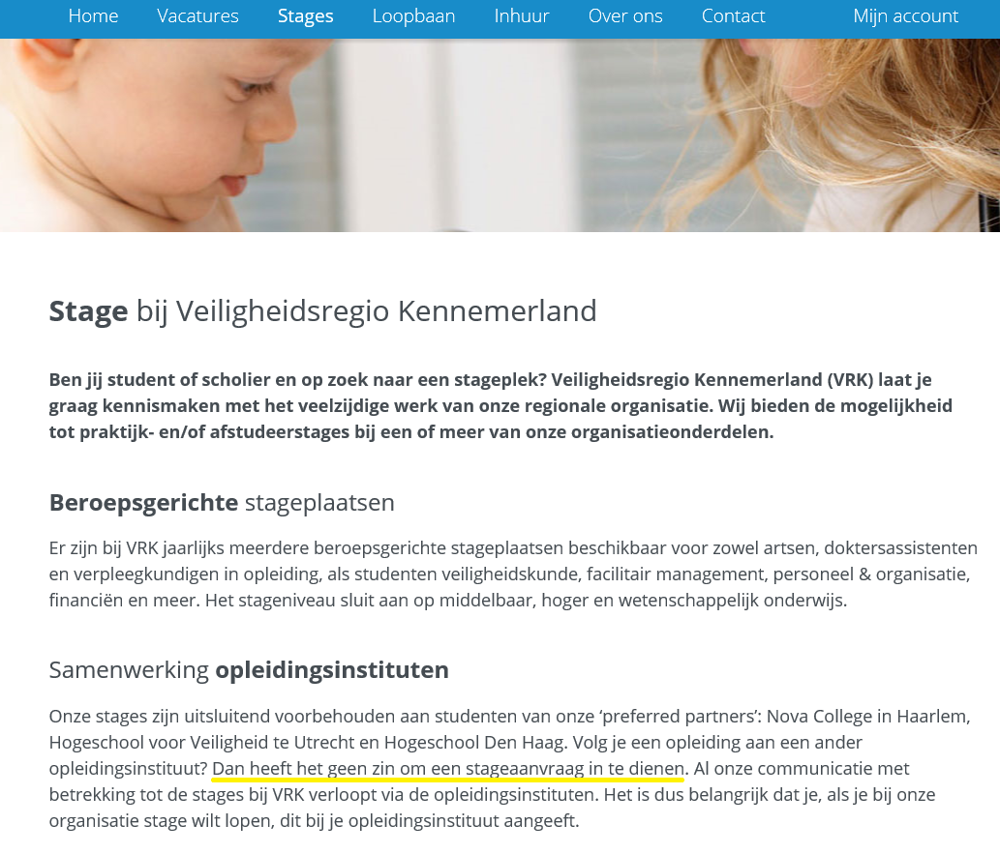 Home Vacatures Stages Loopbaan Inhuur Over ons Contact Mijn account
Stage bij Veiligheidsregio Kennemerland
Ben jij student of scholier en op zoek naar een stageplek? Veiligheidsregio Kennemerland (VRK) laat je
graag kennismaken met het veelzijdige werk van onze regionale organisatie. Wij bieden de mogelijkheid
tot praktijk- en/of afstudeerstages bij een of meer van onze organisatieonderdelen.
Beroepsgerichte stageplaatsen
Er zijn bij VRK jaarlijks meerdere beroepsgerichte stageplaatsen beschikbaar voor zowel artsen, doktersassistenten
en verpleegkundigen in opleiding, als studenten veiligheidskunde, facilitair management, personeel & organisatie,
financiën en meer. Het stageniveau sluit aan op middelbaar, hoger en wetenschappelijk onderwijs.
Samenwerking opleidingsinstituten
Onze stages zijn uitsluitend voorbehouden aan studenten van onze ‘preferred partners’: Nova College in Haarlem,
Hogeschool voor Veiligheid te Utrecht en Hogeschool Den Haag. Volg je een opleiding aan een ander
opleidingsinstituut? Dan heeft het geen zin om een stageaanvraag in te dienen. Al onze communicatie met
betrekking tot de stages bij VRK verloopt via de opleidingsinstituten. Het is dus belangrijk dat je, als je bij onze
organisatie stage wilt lopen, dit bij je opleidingsinstituut aangeeft.